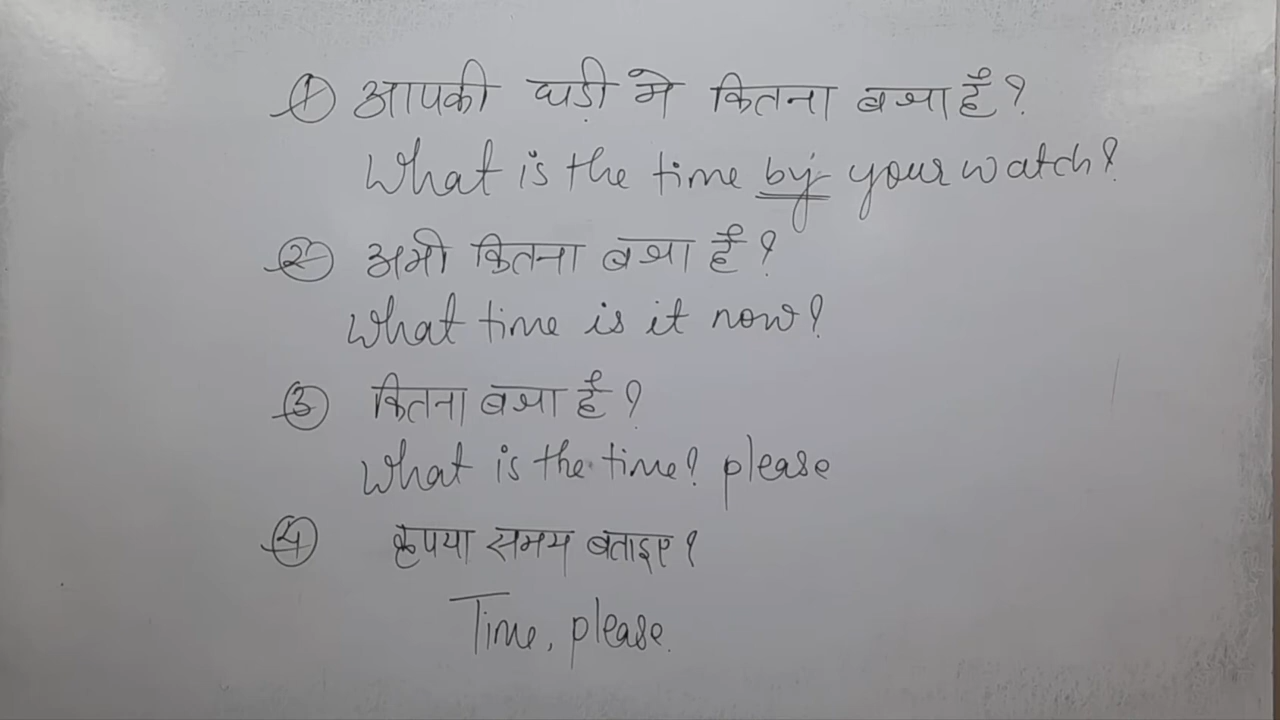 ① आपकी घड़ी मे कितना बजा हैं?
What is the time by your watch?
② अभी कितना बजा हैं?
What time is it now?
③ कितना बजा हैं?
What is the time? please
④ कृपया समय बताइए?
Time, please.